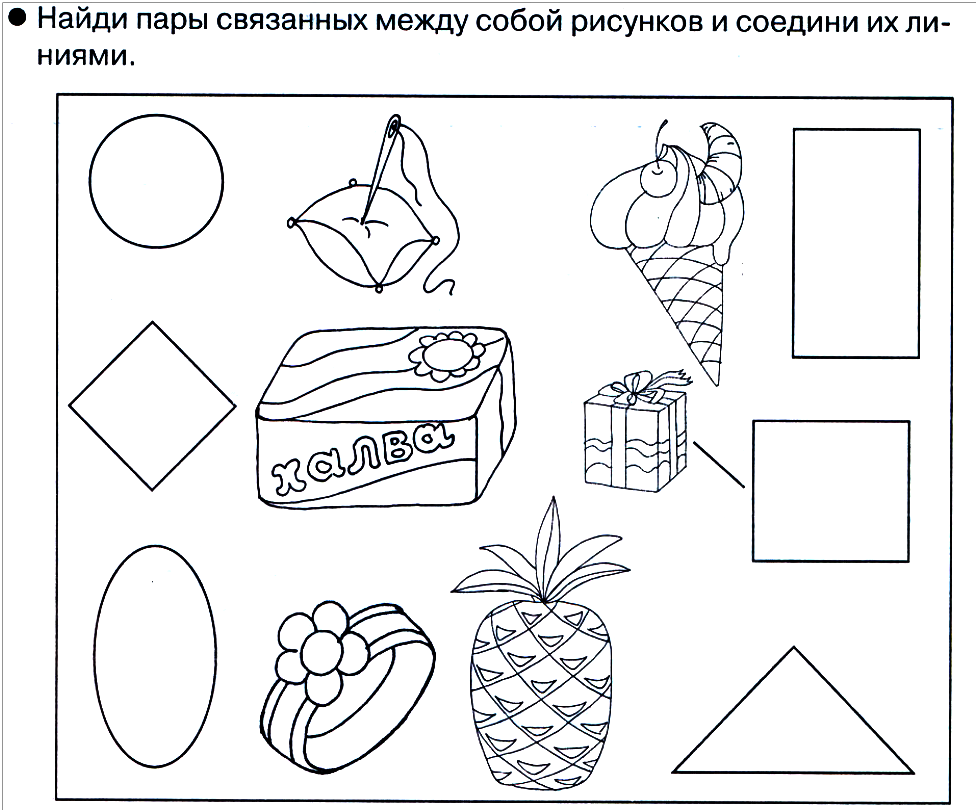 ● Найди пары связанных между собой рисунков и соедини их ли-
ниями.
халва